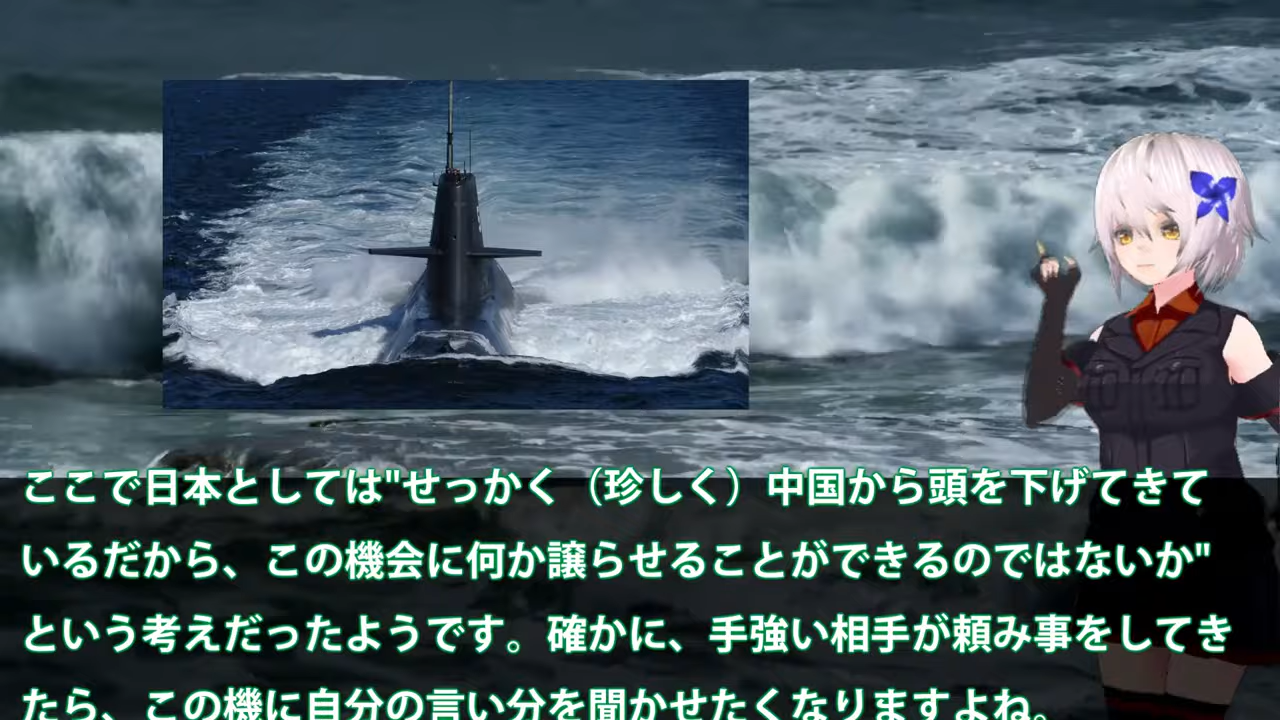 ここで日本としては"せっかく（珍しく）中国から頭を下げてきて
いるだから、この機会に何か譲らせることができるのではないか"
という考えだったようです。確かに、手強い相手が頼み事をしてき
たら、この機に自分の言い分を聞かせたくなりますよね。